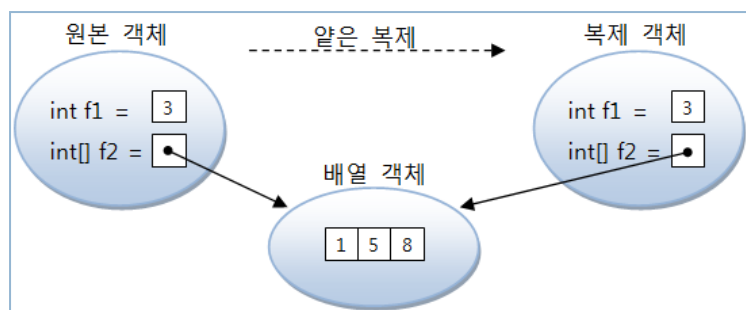 원본 객체
얕은 복제
복제 객체
int f1 = 3
int[] f2 =
int f1 = 3
int[] f2 =
배열 객체
1 5 8